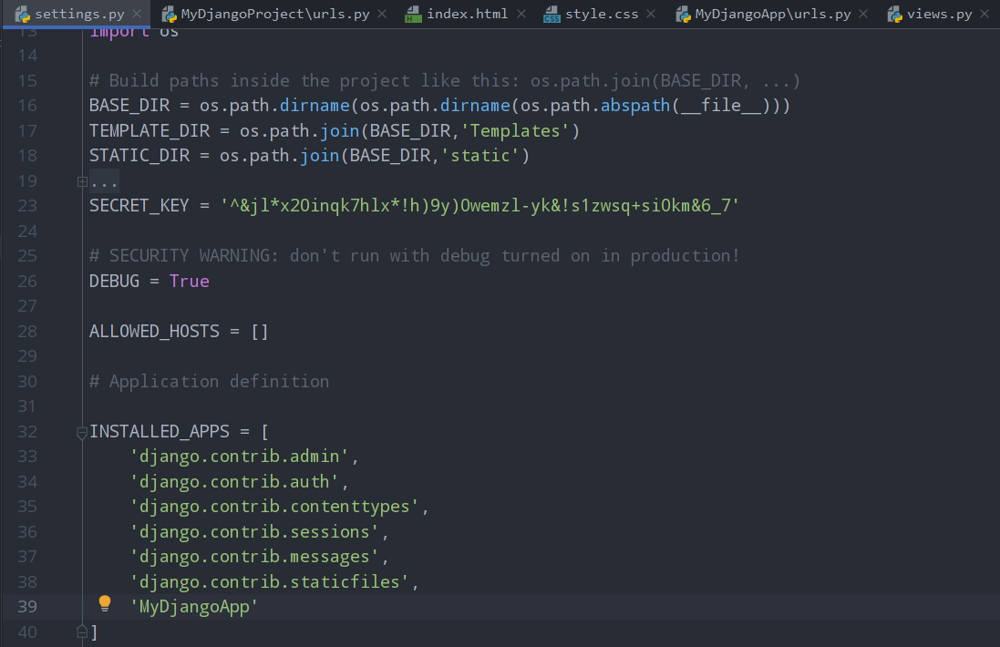 settings.py
MyDjangoProject\urls.py
index.html
style.css
MyDjangoApp\urls.py
views.py
13 import os
14
15 # Build paths inside the project like this: os.path.join(BASE_DIR, ...)
16 BASE_DIR = os.path.dirname(os.path.dirname(os.path.abspath(__file__)))
17 TEMPLATE_DIR = os.path.join(BASE_DIR,'Templates')
18 STATIC_DIR = os.path.join(BASE_DIR,'static')
19 ...
23 SECRET_KEY = '^&jl*x20inqk7hlx*!h)9y)0wemzl-yk&!s1zwsq+si0km&6_7'
24
25 # SECURITY WARNING: don't run with debug turned on in production!
26 DEBUG = True
27
28 ALLOWED_HOSTS = []
29
30 # Application definition
31
32 INSTALLED_APPS = [
33 'django.contrib.admin',
34 'django.contrib.auth',
35 'django.contrib.contenttypes',
36 'django.contrib.sessions',
37 'django.contrib.messages',
38 'django.contrib.staticfiles',
39 'MyDjangoApp'
40 ]